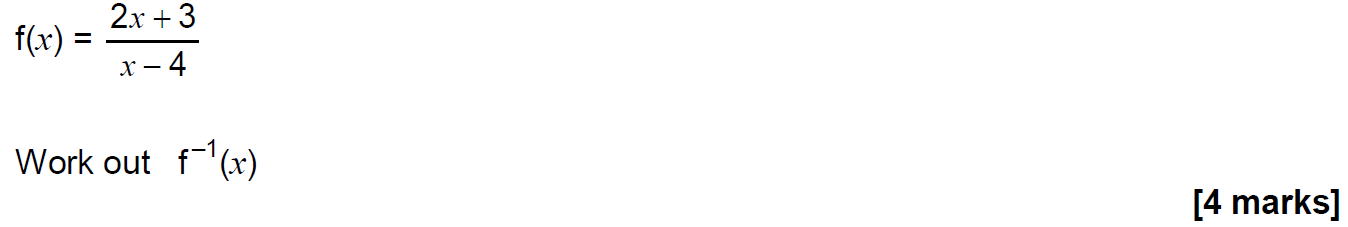 f(x) = (2x + 3)/(x – 4)
Work out f⁻¹(x)
[4 marks]